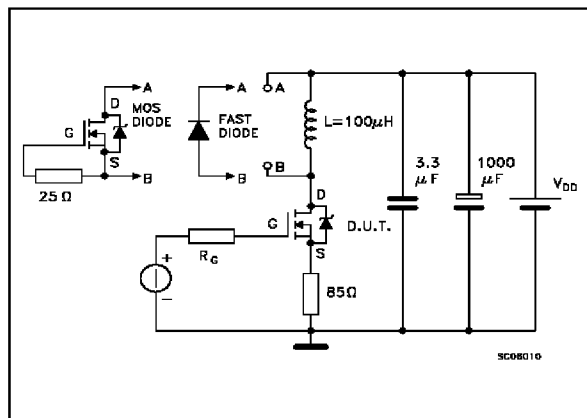 A
D
MOS
DIODE
G
S
B
25 Ω
A
FAST
DIODE
B
A
L=100μH
B
D
G
D.U.T.
S
3.3
μF
1000
μF
VDD
+
−
RG
85Ω
SC06010